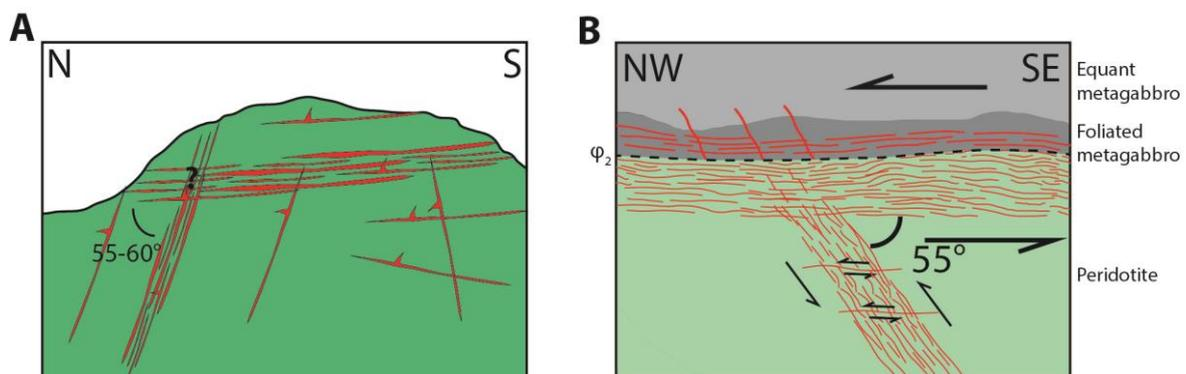 A
N
S
?
55-60°
B
NW
SE
φ₂
55°
Equant
metagabbro
Foliated
metagabbro
Peridotite